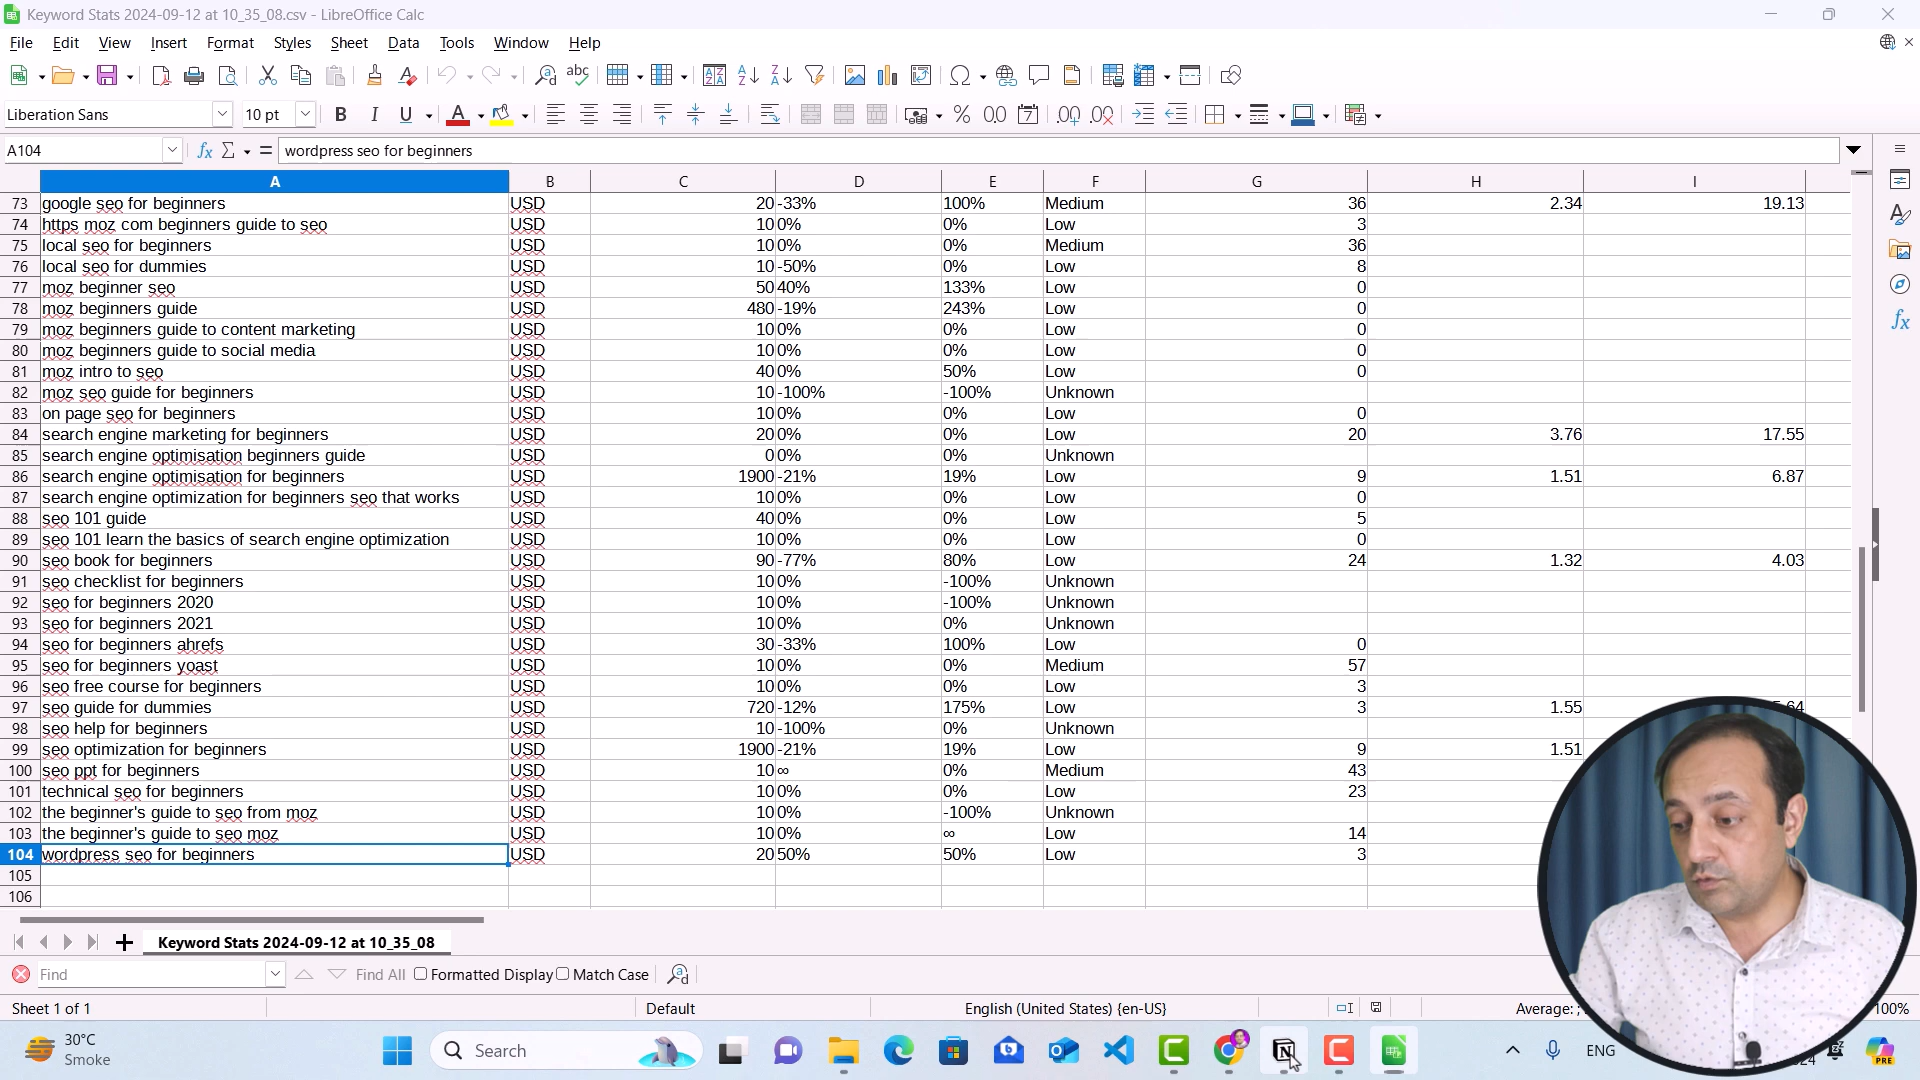 Keyword Stats 2024-09-12 at 10_35_08.csv - LibreOffice Calc
File Edit View Insert Format Styles Sheet Data Tools Window Help
Liberation Sans 10 pt
A104 wordpress seo for beginners
A B C D E F G H I
73 google seo for beginners USD 20 -33% 100% Medium 36 2.34 19.13
74 https moz com beginners guide to seo USD 10 0% 0% Low 3
75 local seo for beginners USD 10 0% 0% Medium 36
76 local seo for dummies USD 10 -50% 0% Low 8
77 moz beginner seo USD 50 40% 133% Low 0
78 moz beginners guide USD 480 -19% 243% Low 0
79 moz beginners guide to content marketing USD 10 0% 0% Low 0
80 moz beginners guide to social media USD 10 0% 0% Low 0
81 moz intro to seo USD 40 0% 50% Low 0
82 moz seo guide for beginners USD 10 -100% -100% Unknown
83 on page seo for beginners USD 10 0% 0% Low 0
84 search engine marketing for beginners USD 20 0% 0% Low 20 3.76 17.55
85 search engine optimisation beginners guide USD 0 0% 0% Unknown
86 search engine optimisation for beginners USD 1900 -21% 19% Low 9 1.51 6.87
87 search engine optimization for beginners seo that works USD 10 0% 0% Low 0
88 seo 101 guide USD 40 0% 0% Low 5
89 seo 101 learn the basics of search engine optimization USD 10 0% 0% Low 0
90 seo book for beginners USD 90 -77% 80% Low 24 1.32 4.03
91 seo checklist for beginners USD 10 0% -100% Unknown
92 seo for beginners 2020 USD 10 0% -100% Unknown
93 seo for beginners 2021 USD 10 0% 0% Unknown
94 seo for beginners ahrefs USD 30 -33% 100% Low 0
95 seo for beginners yoast USD 10 0% 0% Medium 57
96 seo free course for beginners USD 10 0% 0% Low 3
97 seo guide for dummies USD 720 -12% 175% Low 3 1.55
98 seo help for beginners USD 10 -100% 0% Unknown
99 seo optimization for beginners USD 1900 -21% 19% Low 9 1.51
100 seo ppt for beginners USD 10 ∞ 0% Medium 43
101 technical seo for beginners USD 10 0% 0% Low 23
102 the beginner's guide to seo from moz USD 10 0% -100% Unknown
103 the beginner's guide to seo moz USD 10 0% ∞ Low 14
104 wordpress seo for beginners USD 20 50% 50% Low 3
105
106
Keyword Stats 2024-09-12 at 10_35_08
Find Find All Formatted Display Match Case
Sheet 1 of 1 Default English (United States) {en-US} Average: ; 100%
30°C
Smoke
Search
ENG
PRE